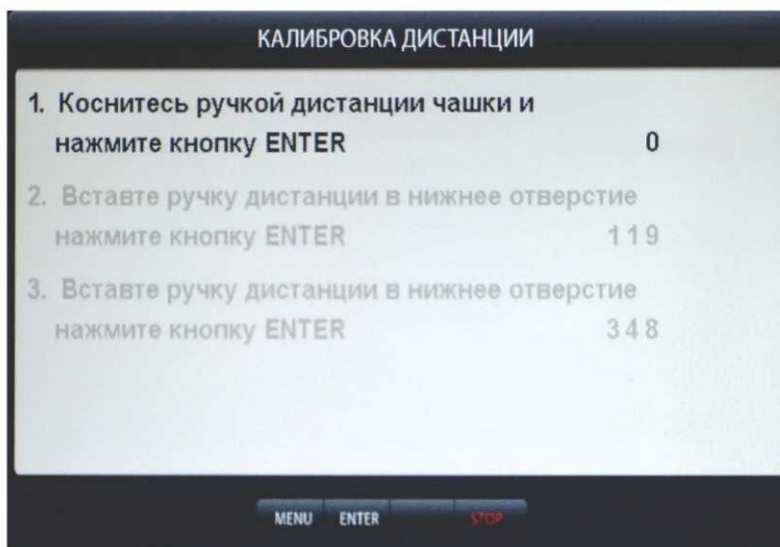 КАЛИБРОВКА ДИСТАНЦИИ
1. Коснитесь ручкой дистанции чашки и
нажмите кнопку ENTER 0
2. Вставте ручку дистанции в нижнее отверстие
нажмите кнопку ENTER 119
3. Вставте ручку дистанции в нижнее отверстие
нажмите кнопку ENTER 348
MENU ENTER STOP